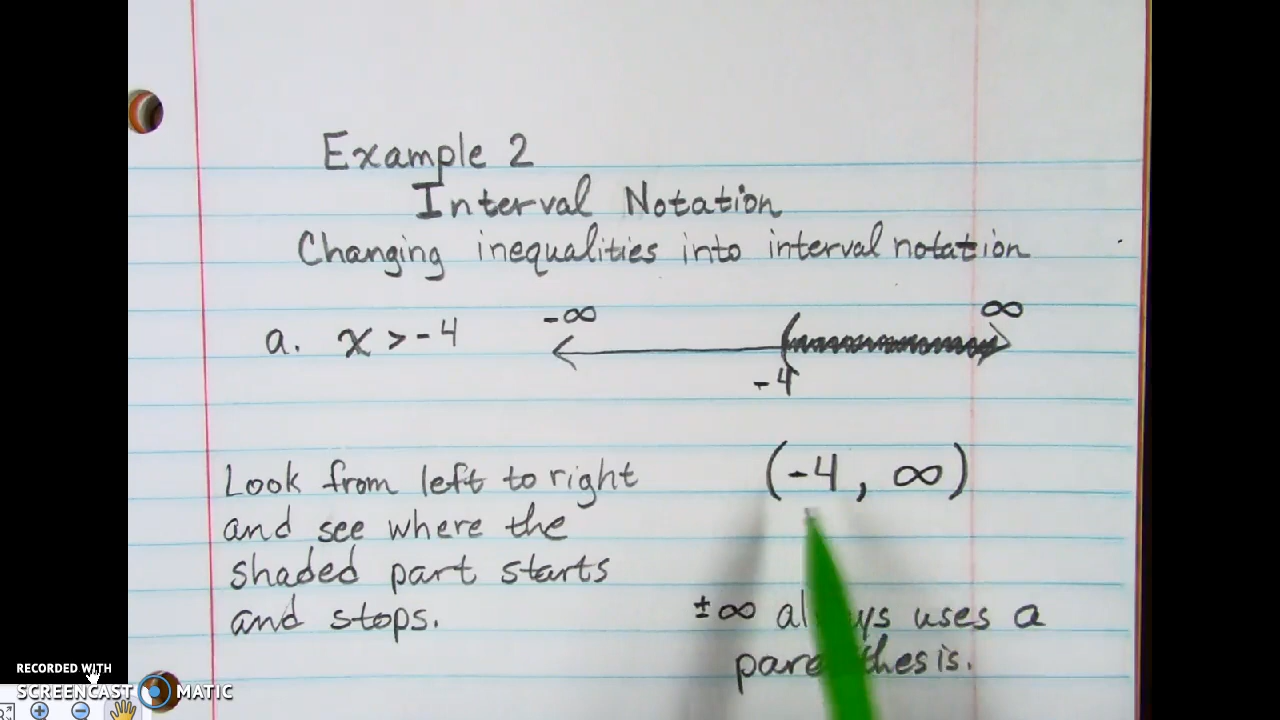 Example 2
Interval Notation
Changing inequalities into interval notation
a. x > -4
-∞ ∞
-4
Look from left to right
and see where the
shaded part starts
and stops.
(-4, ∞)
±∞ uses a
RECORDED WITH
SCREENCAST MATIC